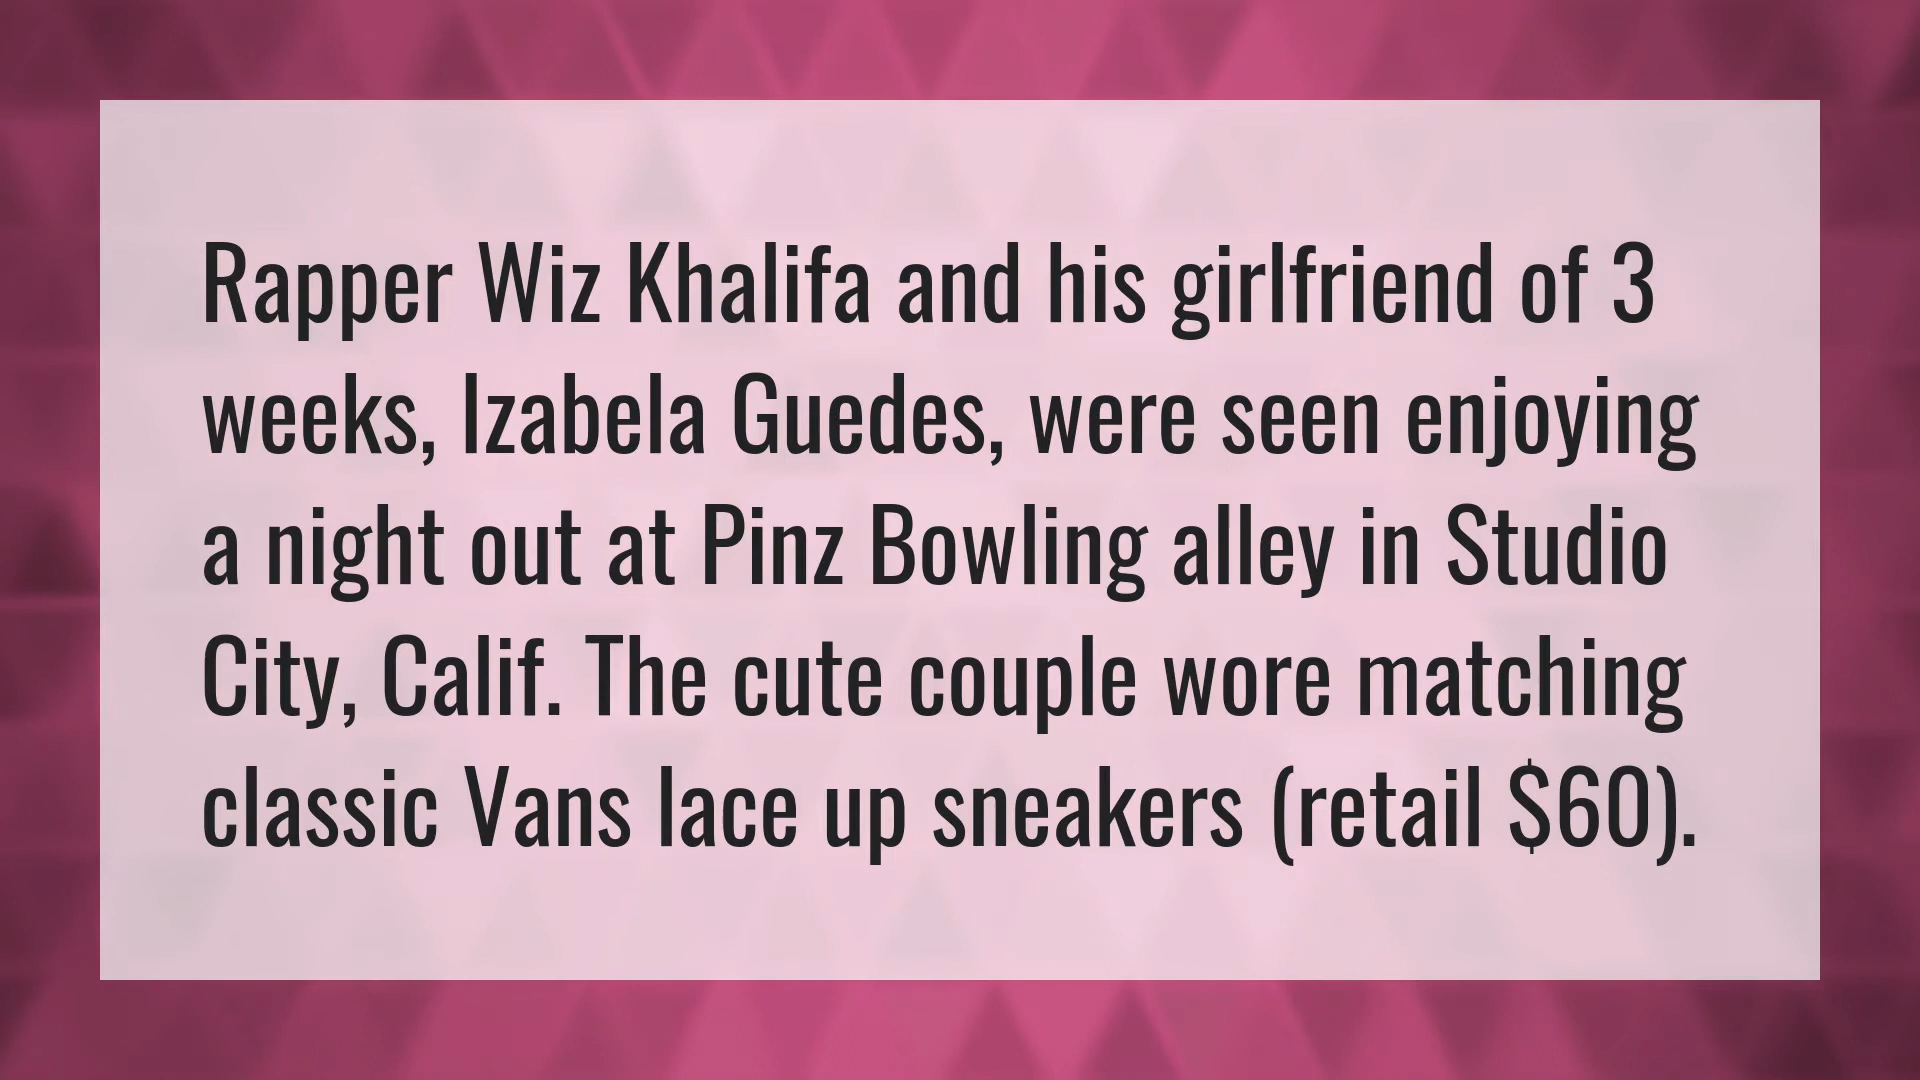 Rapper Wiz Khalifa and his girlfriend of 3
weeks, Izabela Guedes, were seen enjoying
a night out at Pinz Bowling alley in Studio
City, Calif. The cute couple wore matching
classic Vans lace up sneakers (retail $60).